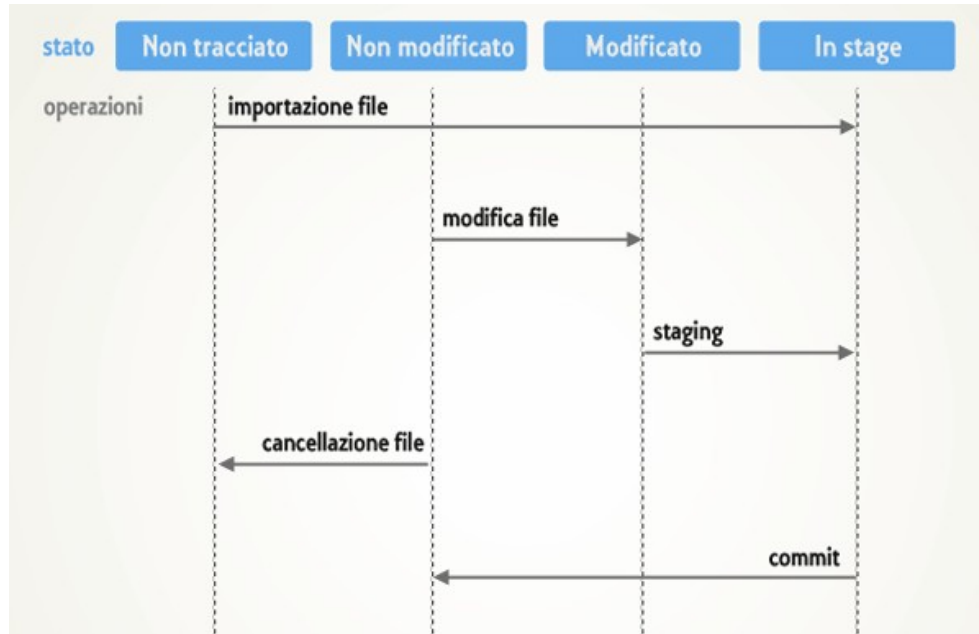 stato Non tracciato Non modificato Modificato In stage
operazioni importazione file
modifica file
staging
cancellazione file
commit